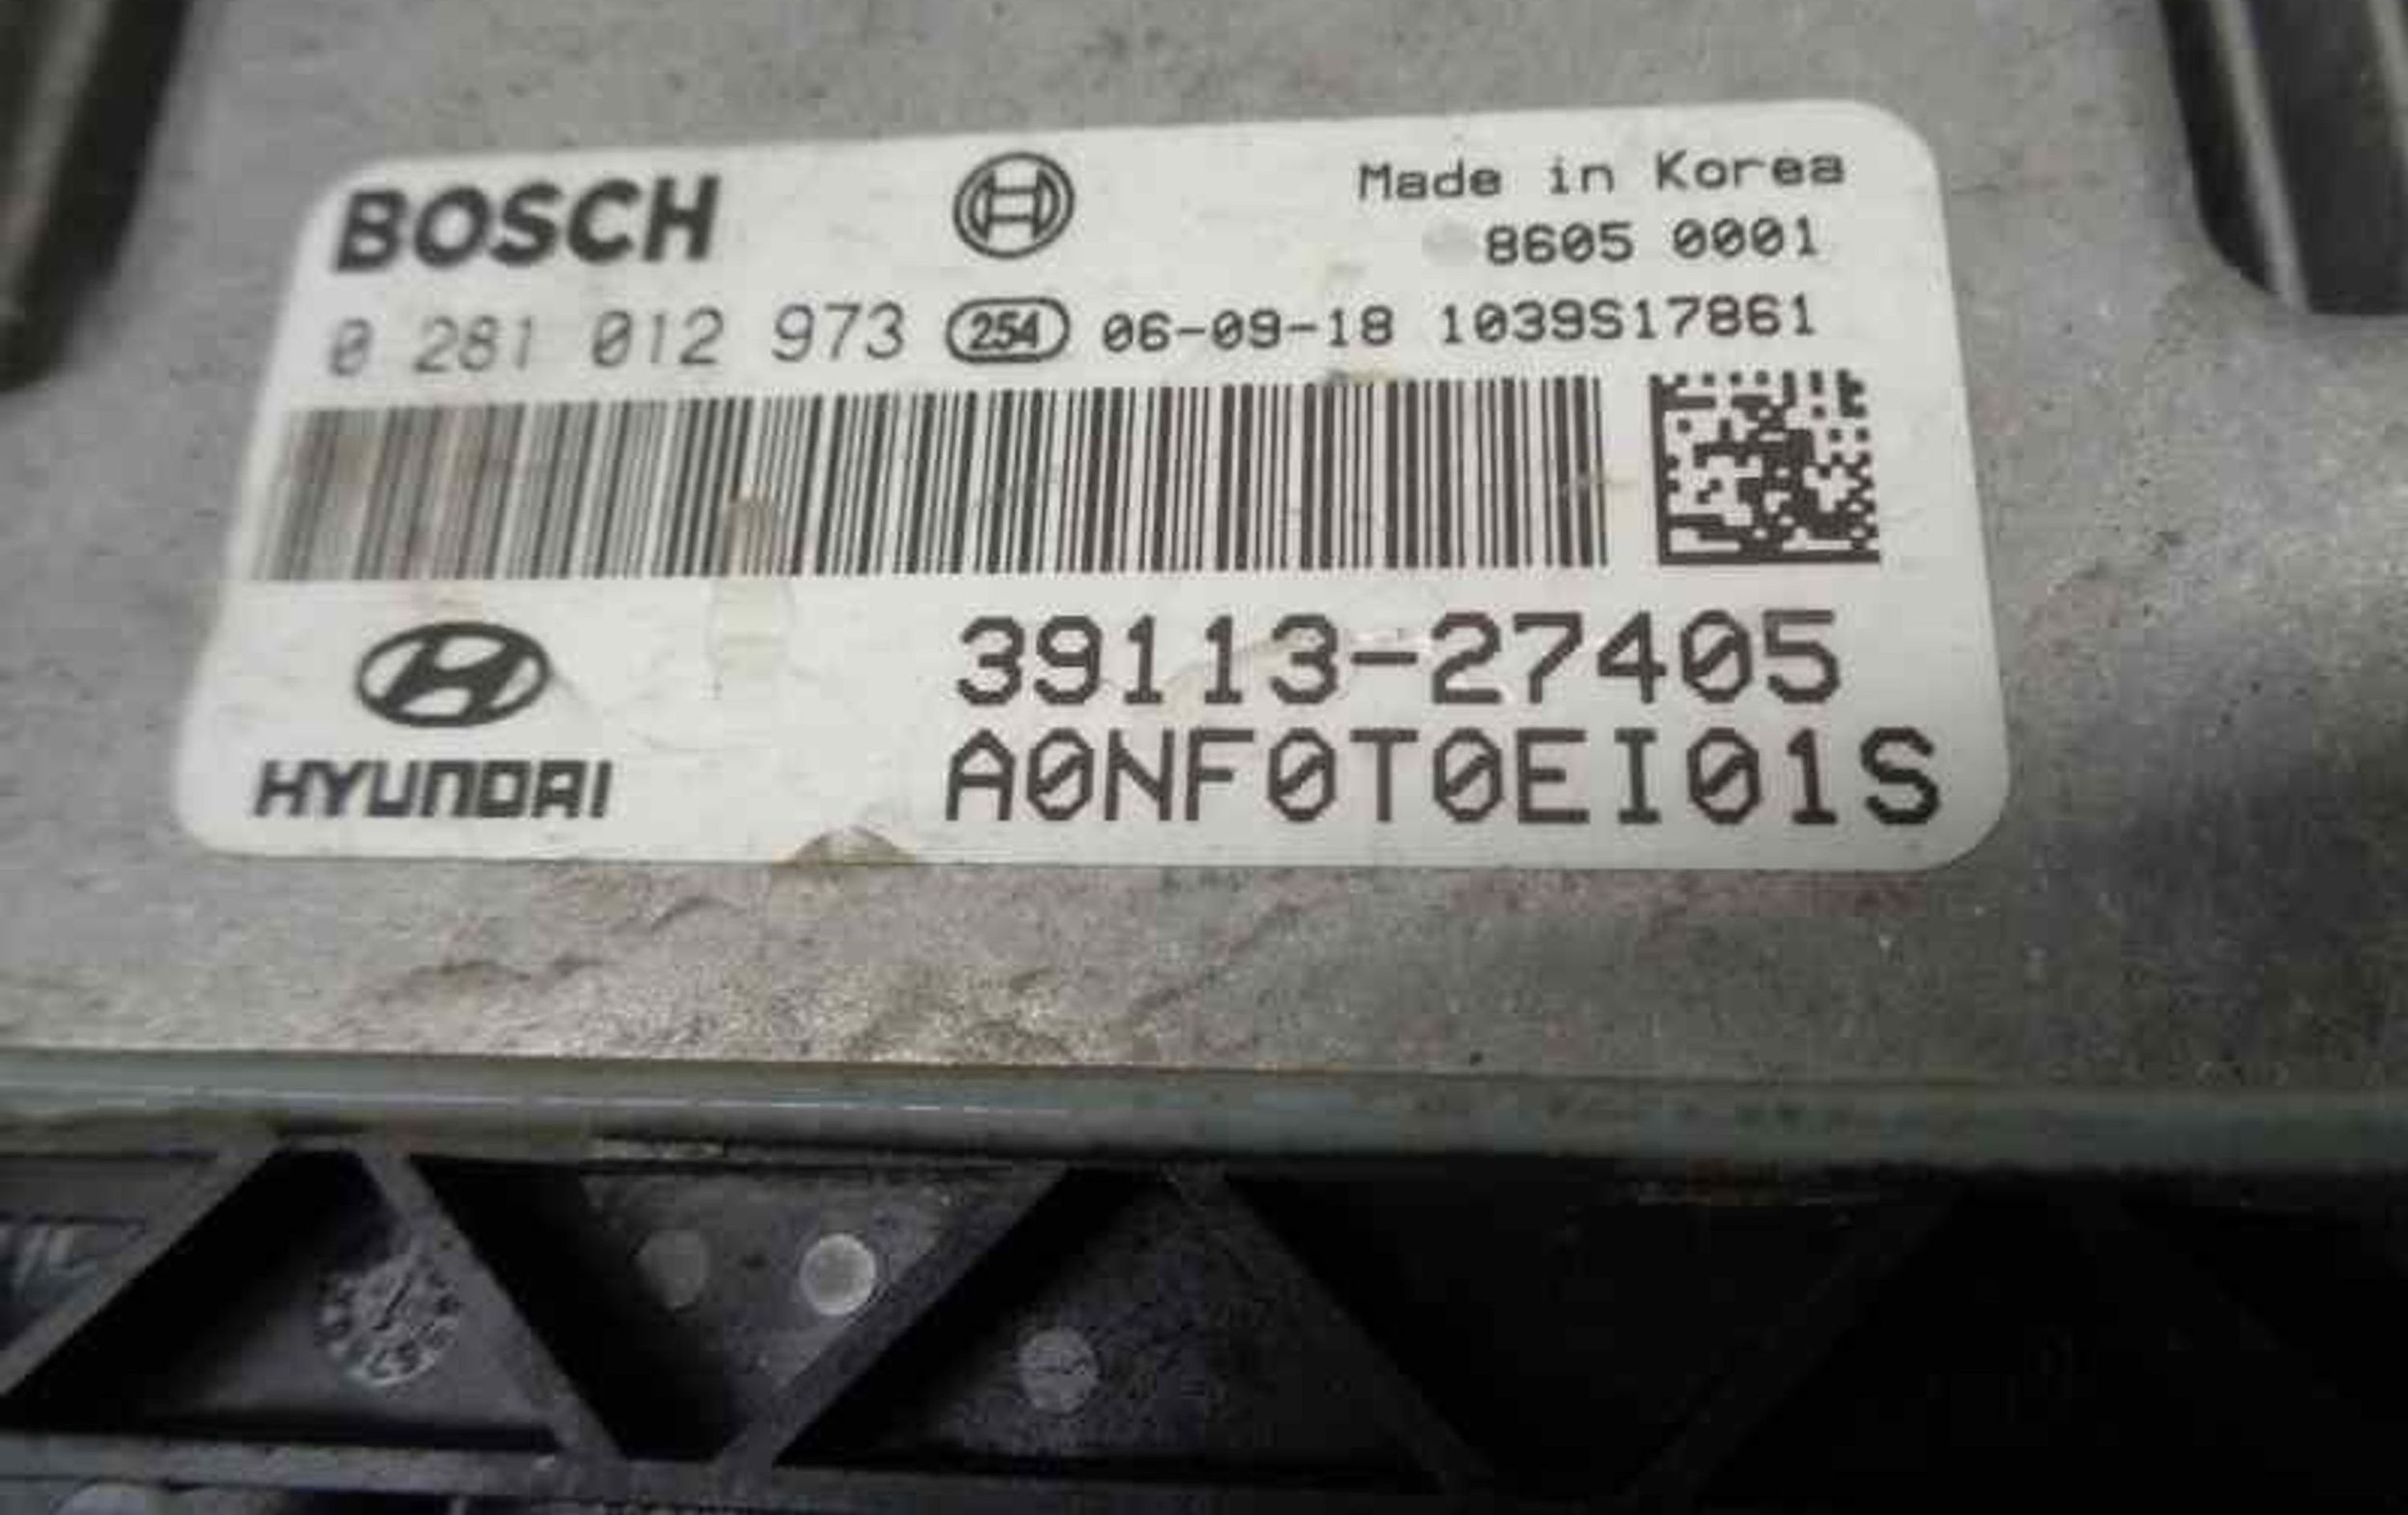 BOSCH
Made in Korea
8605 0001
0 281 012 973 254 06-09-18 1039S17861
39113-27405
HYUNDAI
A0NF0T0EI01S